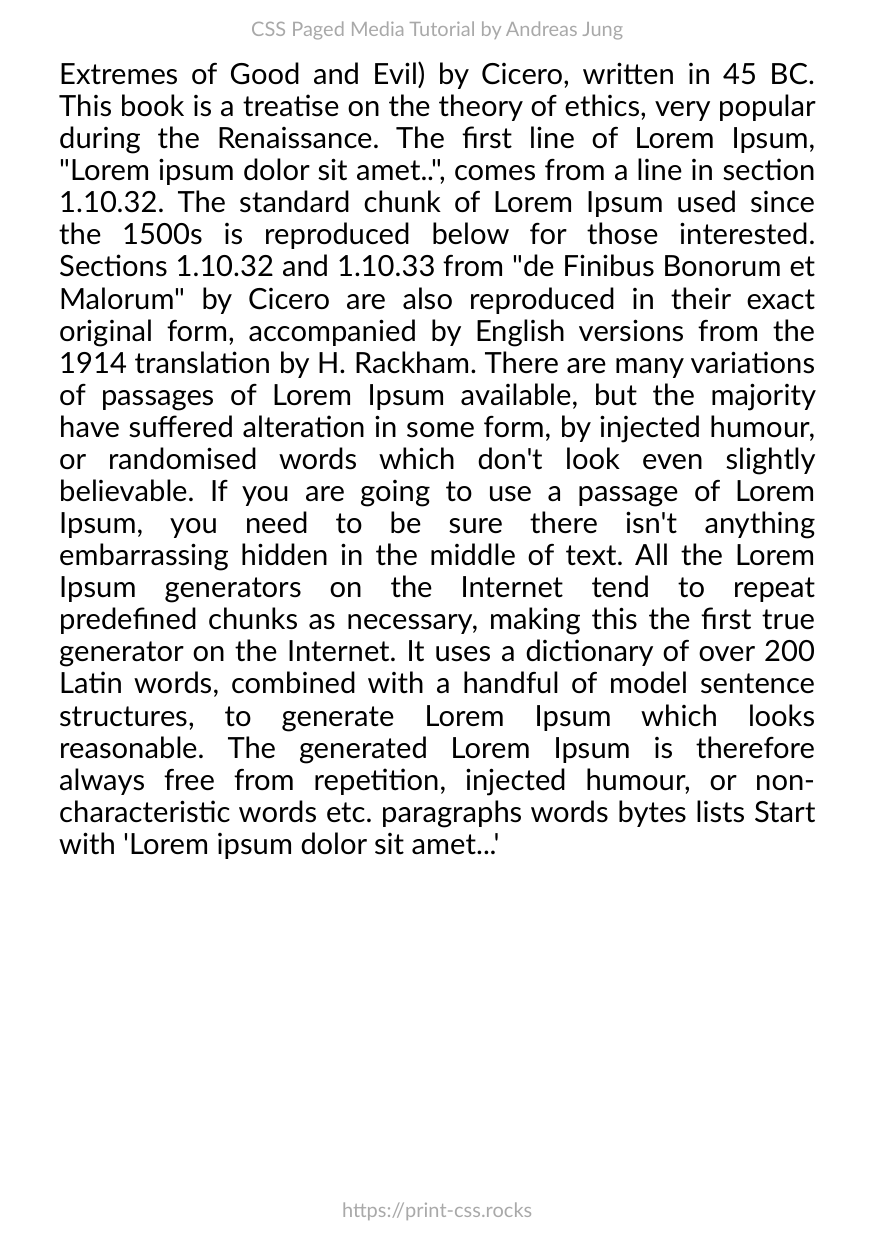 CSS Paged Media Tutorial by Andreas Jung
Extremes of Good and Evil) by Cicero, written in 45 BC.
This book is a treatise on the theory of ethics, very popular
during the Renaissance. The first line of Lorem Ipsum,
"Lorem ipsum dolor sit amet..", comes from a line in section
1.10.32. The standard chunk of Lorem Ipsum used since
the 1500s is reproduced below for those interested.
Sections 1.10.32 and 1.10.33 from "de Finibus Bonorum et
Malorum" by Cicero are also reproduced in their exact
original form, accompanied by English versions from the
1914 translation by H. Rackham. There are many variations
of passages of Lorem Ipsum available, but the majority
have suffered alteration in some form, by injected humour,
or randomised words which don't look even slightly
believable. If you are going to use a passage of Lorem
Ipsum, you need to be sure there isn't anything
embarrassing hidden in the middle of text. All the Lorem
Ipsum generators on the Internet tend to repeat
predefined chunks as necessary, making this the first true
generator on the Internet. It uses a dictionary of over 200
Latin words, combined with a handful of model sentence
structures, to generate Lorem Ipsum which looks
reasonable. The generated Lorem Ipsum is therefore
always free from repetition, injected humour, or non-
characteristic words etc. paragraphs words bytes lists Start
with 'Lorem ipsum dolor sit amet...'
https://print-css.rocks